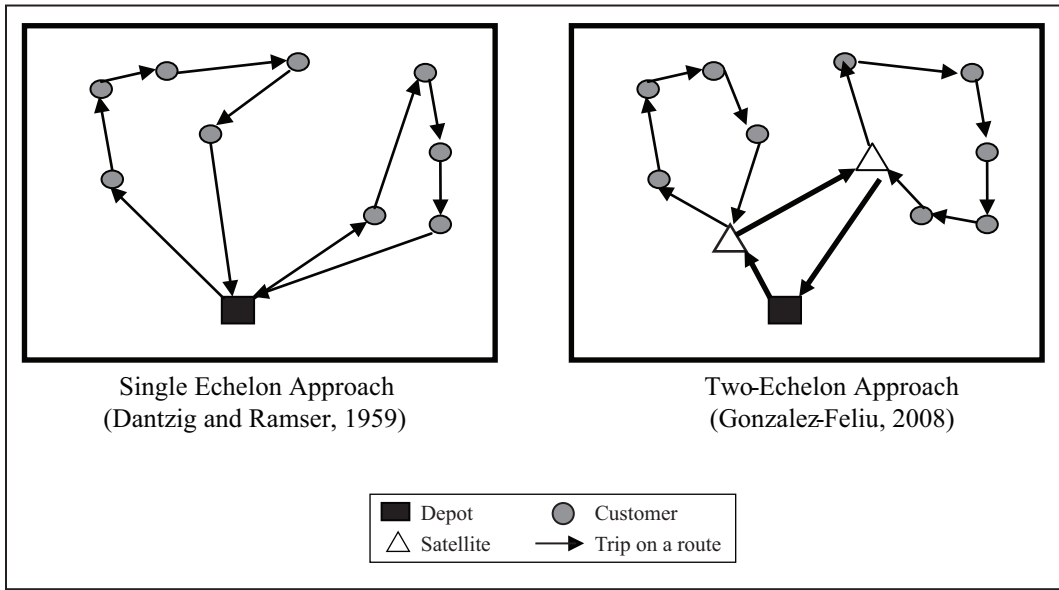 Single Echelon Approach
(Dantzig and Ramser, 1959)
Two-Echelon Approach
(Gonzalez-Feliu, 2008)
Depot
Customer
Satellite
Trip on a route